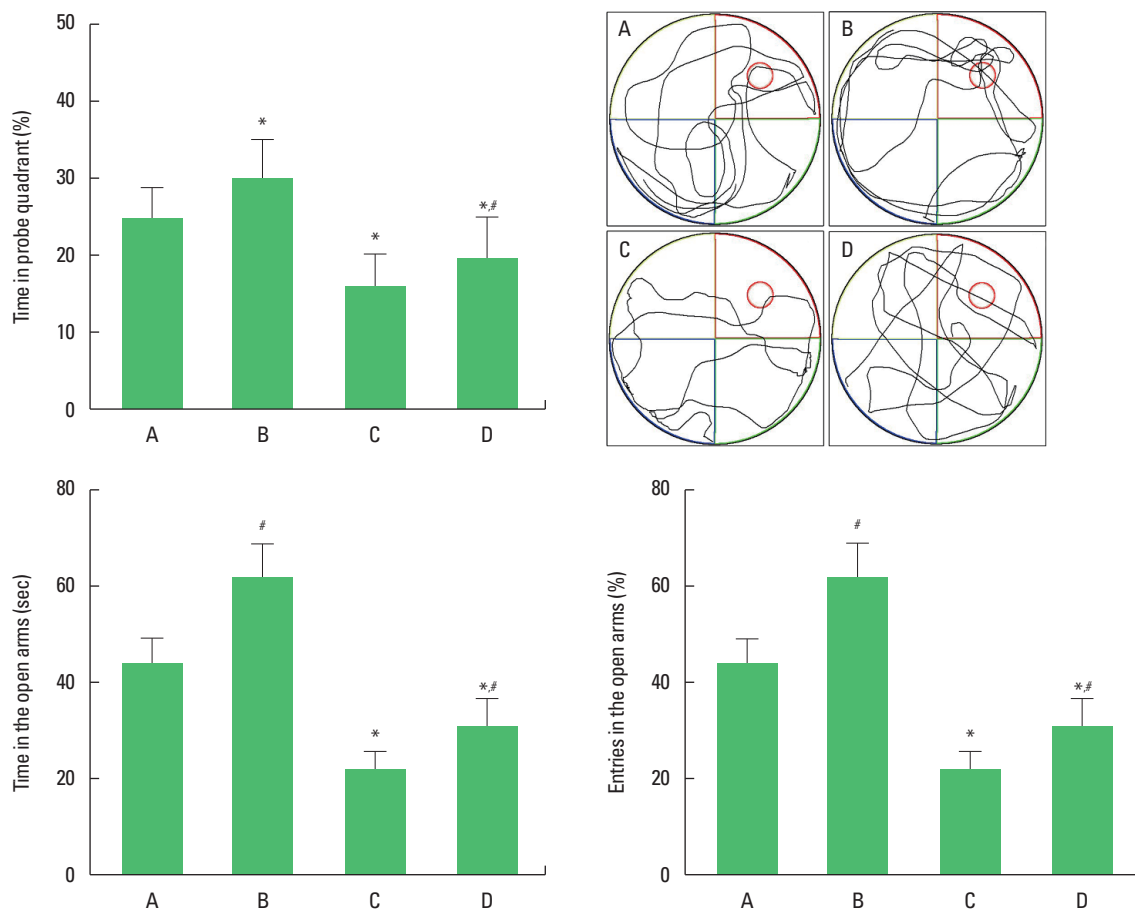 Time in probe quadrant (%)
50
40
30
20
10
0
*
*
*,#
A B C D
A
B
C
D
Time in the open arms (sec)
80
60
40
20
0
#
*
*,#
A B C D
Entries in the open arms (%)
80
60
40
20
0
#
*
*,#
A B C D